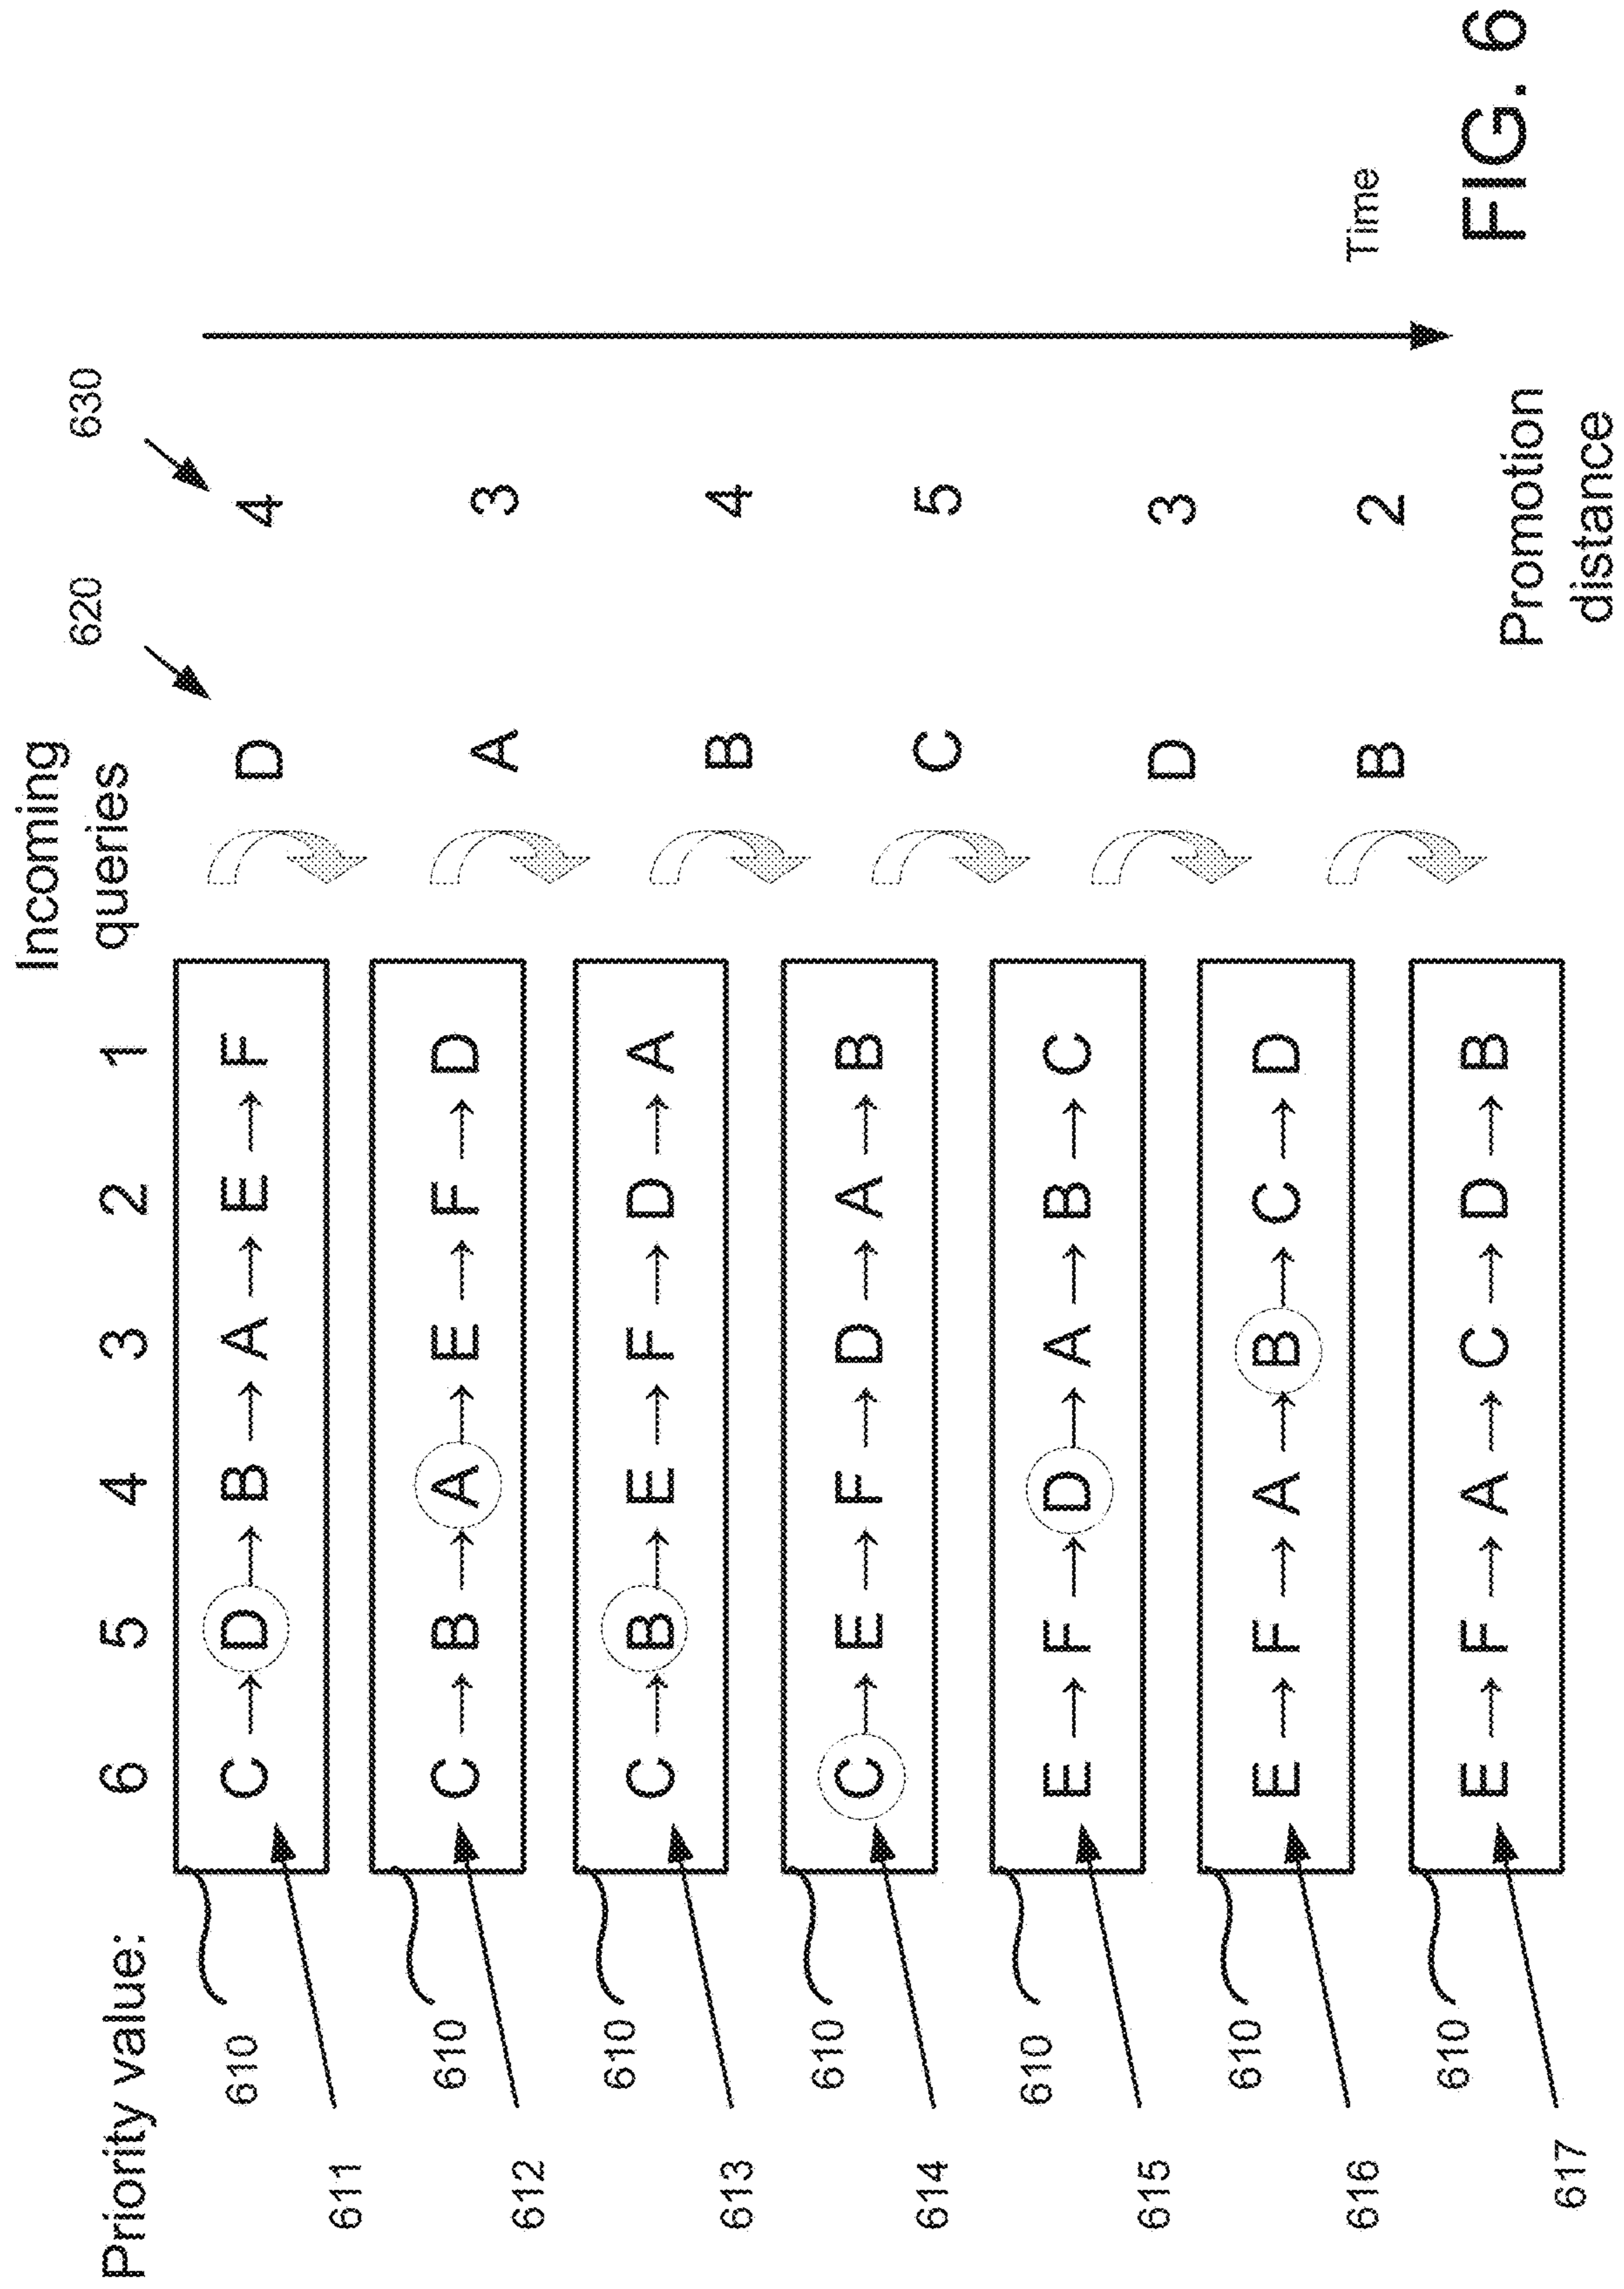 Incoming
Priority value: 6 5 4 3 2 1 queries 620 630
610 C → D → B → A → E → F D 4
611
610 C → B → A → E → F → D A 3
612
610 C → B → E → F → D → A B 4
613
610 C → E → F → D → A → B C 5
614
610 E → F → D → A → B → C D 3
615
610 E → F → A → B → C → D B 2
616
Time
610 E → F → A → C → D → B
617
Promotion
distance
FIG. 6